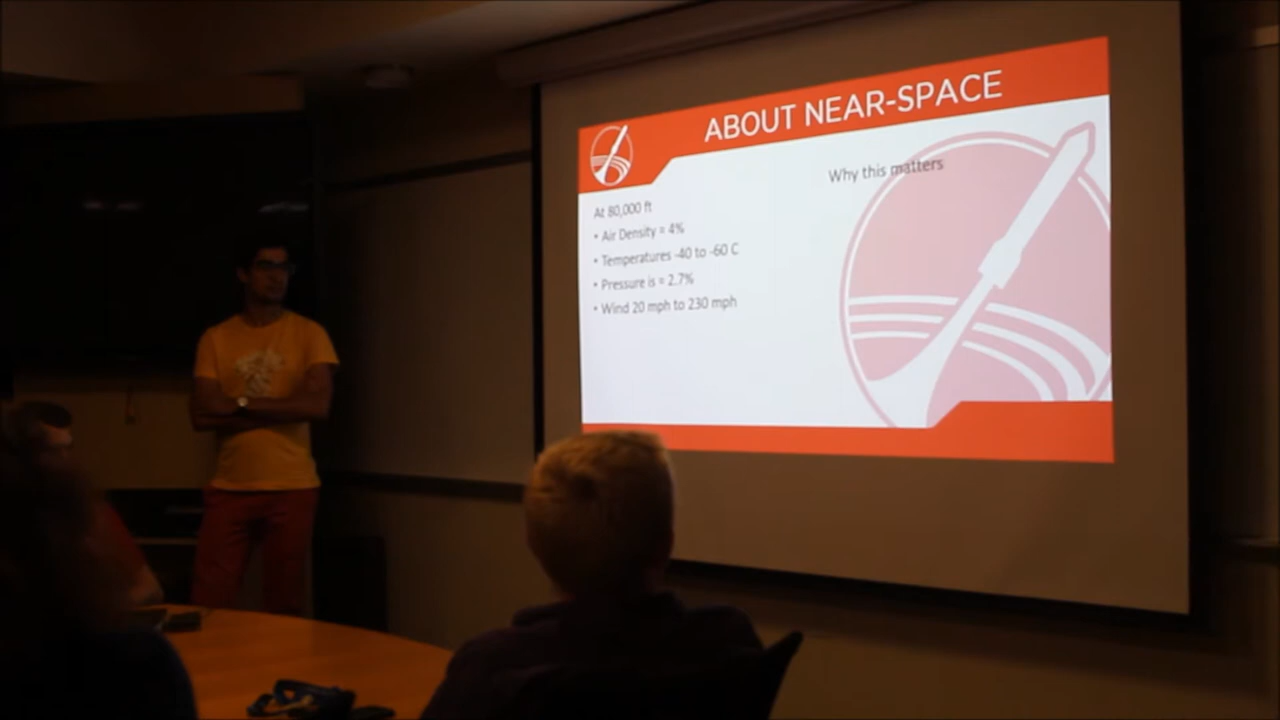 ABOUT NEAR-SPACE
Why this matters
At 80,000 ft
• Air Density = 4%
• Temperatures -40 to -60 C
• Pressure is = 2.7%
• Wind 20 mph to 230 mph